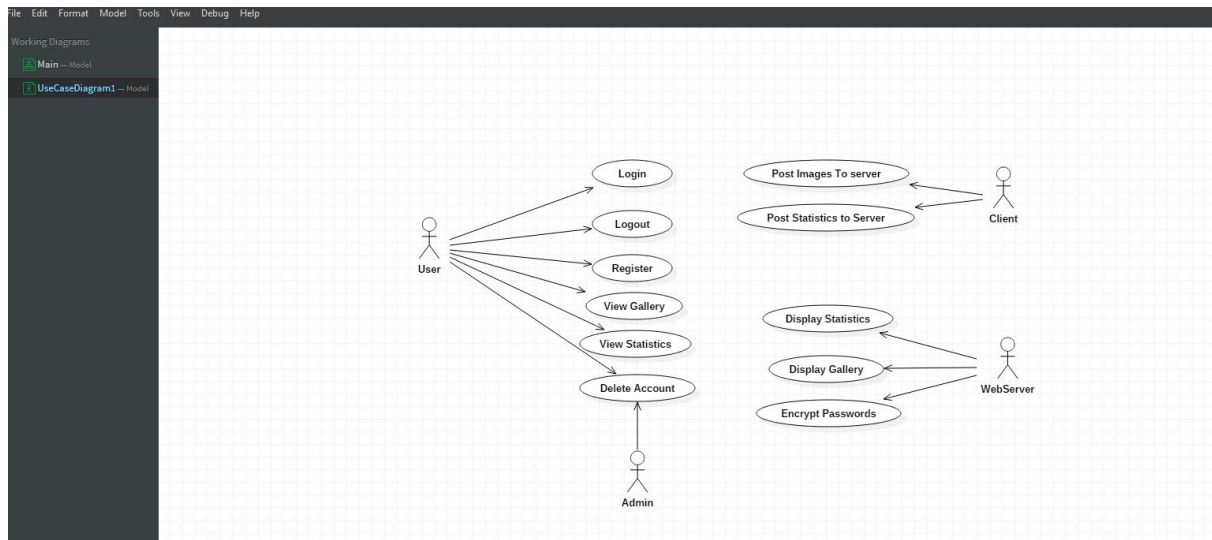 File Edit Format Model Tools View Debug Help
Working Diagrams
Main — Model
UseCaseDiagram1 — Model
Login
Logout
Register
View Gallery
View Statistics
Delete Account
User
Admin
Post Images To server
Post Statistics to Server
Client
Display Statistics
Display Gallery
Encrypt Passwords
WebServer